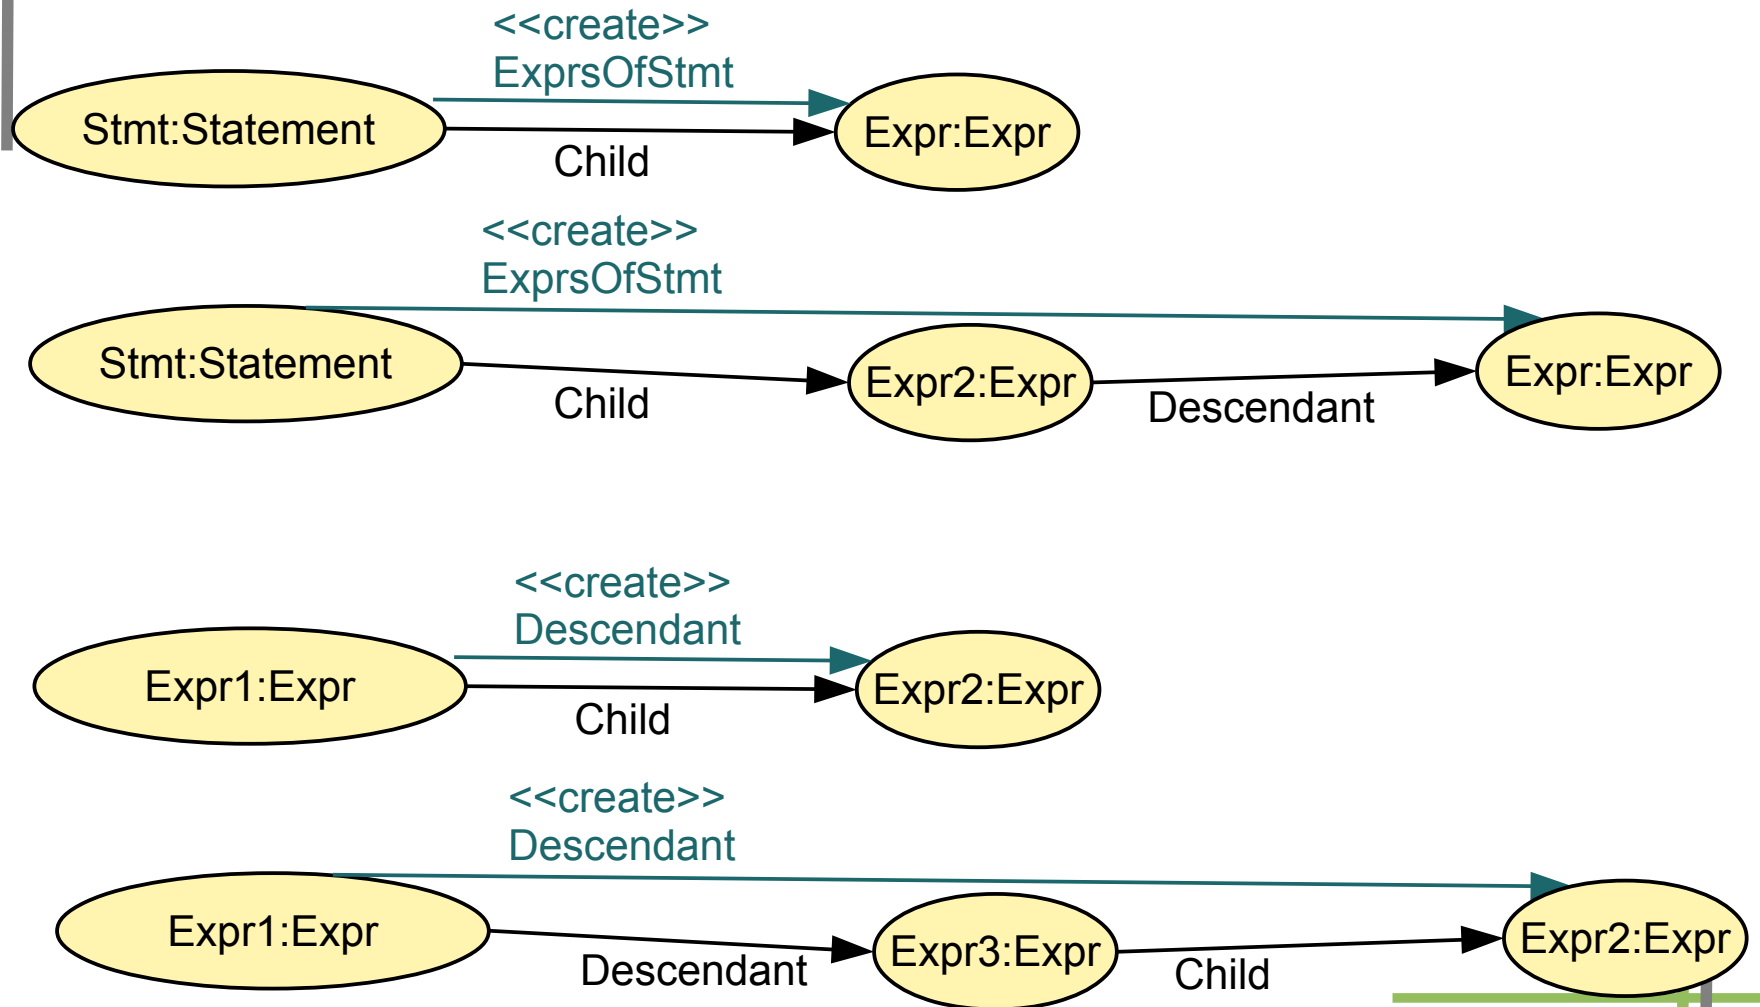 <<create>>
ExprsOfStmt
Stmt:Statement
Expr:Expr
Child
<<create>>
ExprsOfStmt
Stmt:Statement
Expr2:Expr
Expr:Expr
Child
Descendant
<<create>>
Descendant
Expr1:Expr
Expr2:Expr
Child
<<create>>
Descendant
Expr1:Expr
Expr3:Expr
Expr2:Expr
Descendant
Child